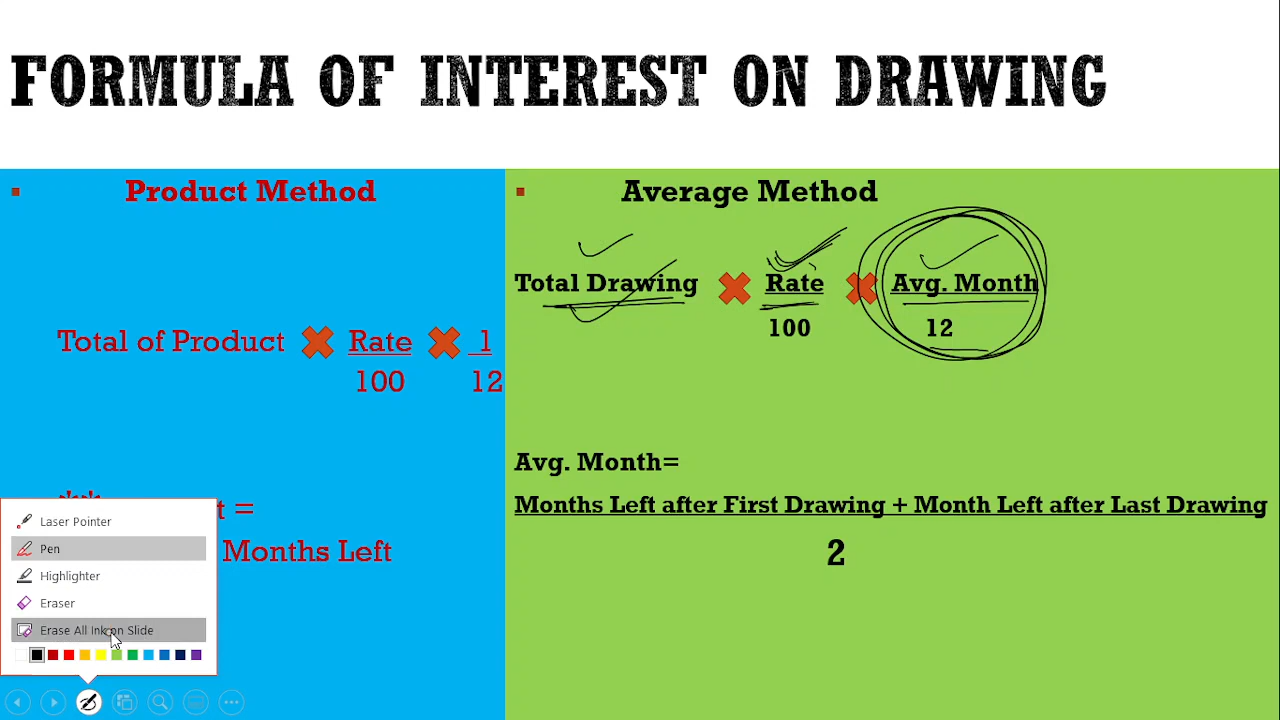 FORMULA OF INTEREST ON DRAWING
Product Method
Total of Product ✖ Rate ✖ 1
100 12
** t =
Months Left
Average Method
Total Drawing ✖ Rate ✖ Avg. Month
100 12
Avg. Month=
Months Left after First Drawing + Month Left after Last Drawing
2
Laser Pointer
Pen
Highlighter
Eraser
Erase All Ink on Slide